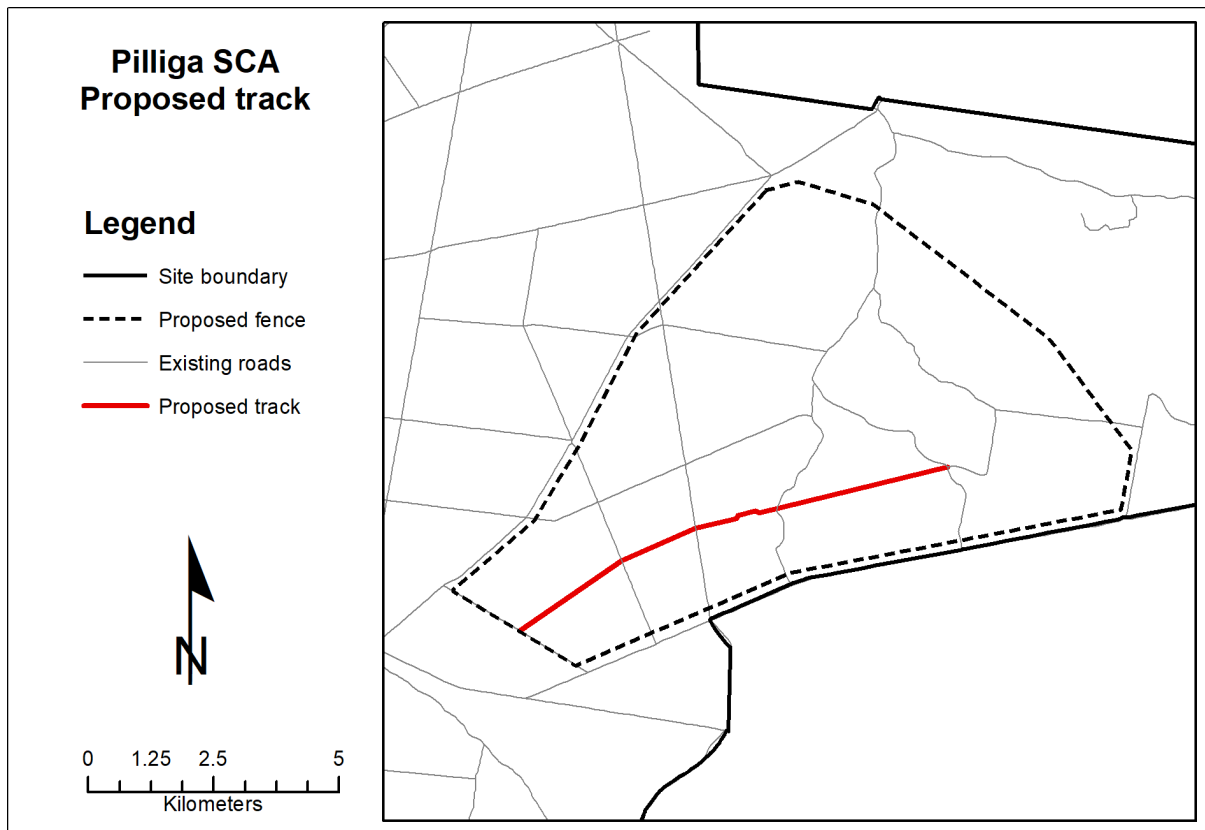 Pilliga SCA
Proposed track
Legend
Site boundary
Proposed fence
Existing roads
Proposed track
N
0 1.25 2.5 5
Kilometers